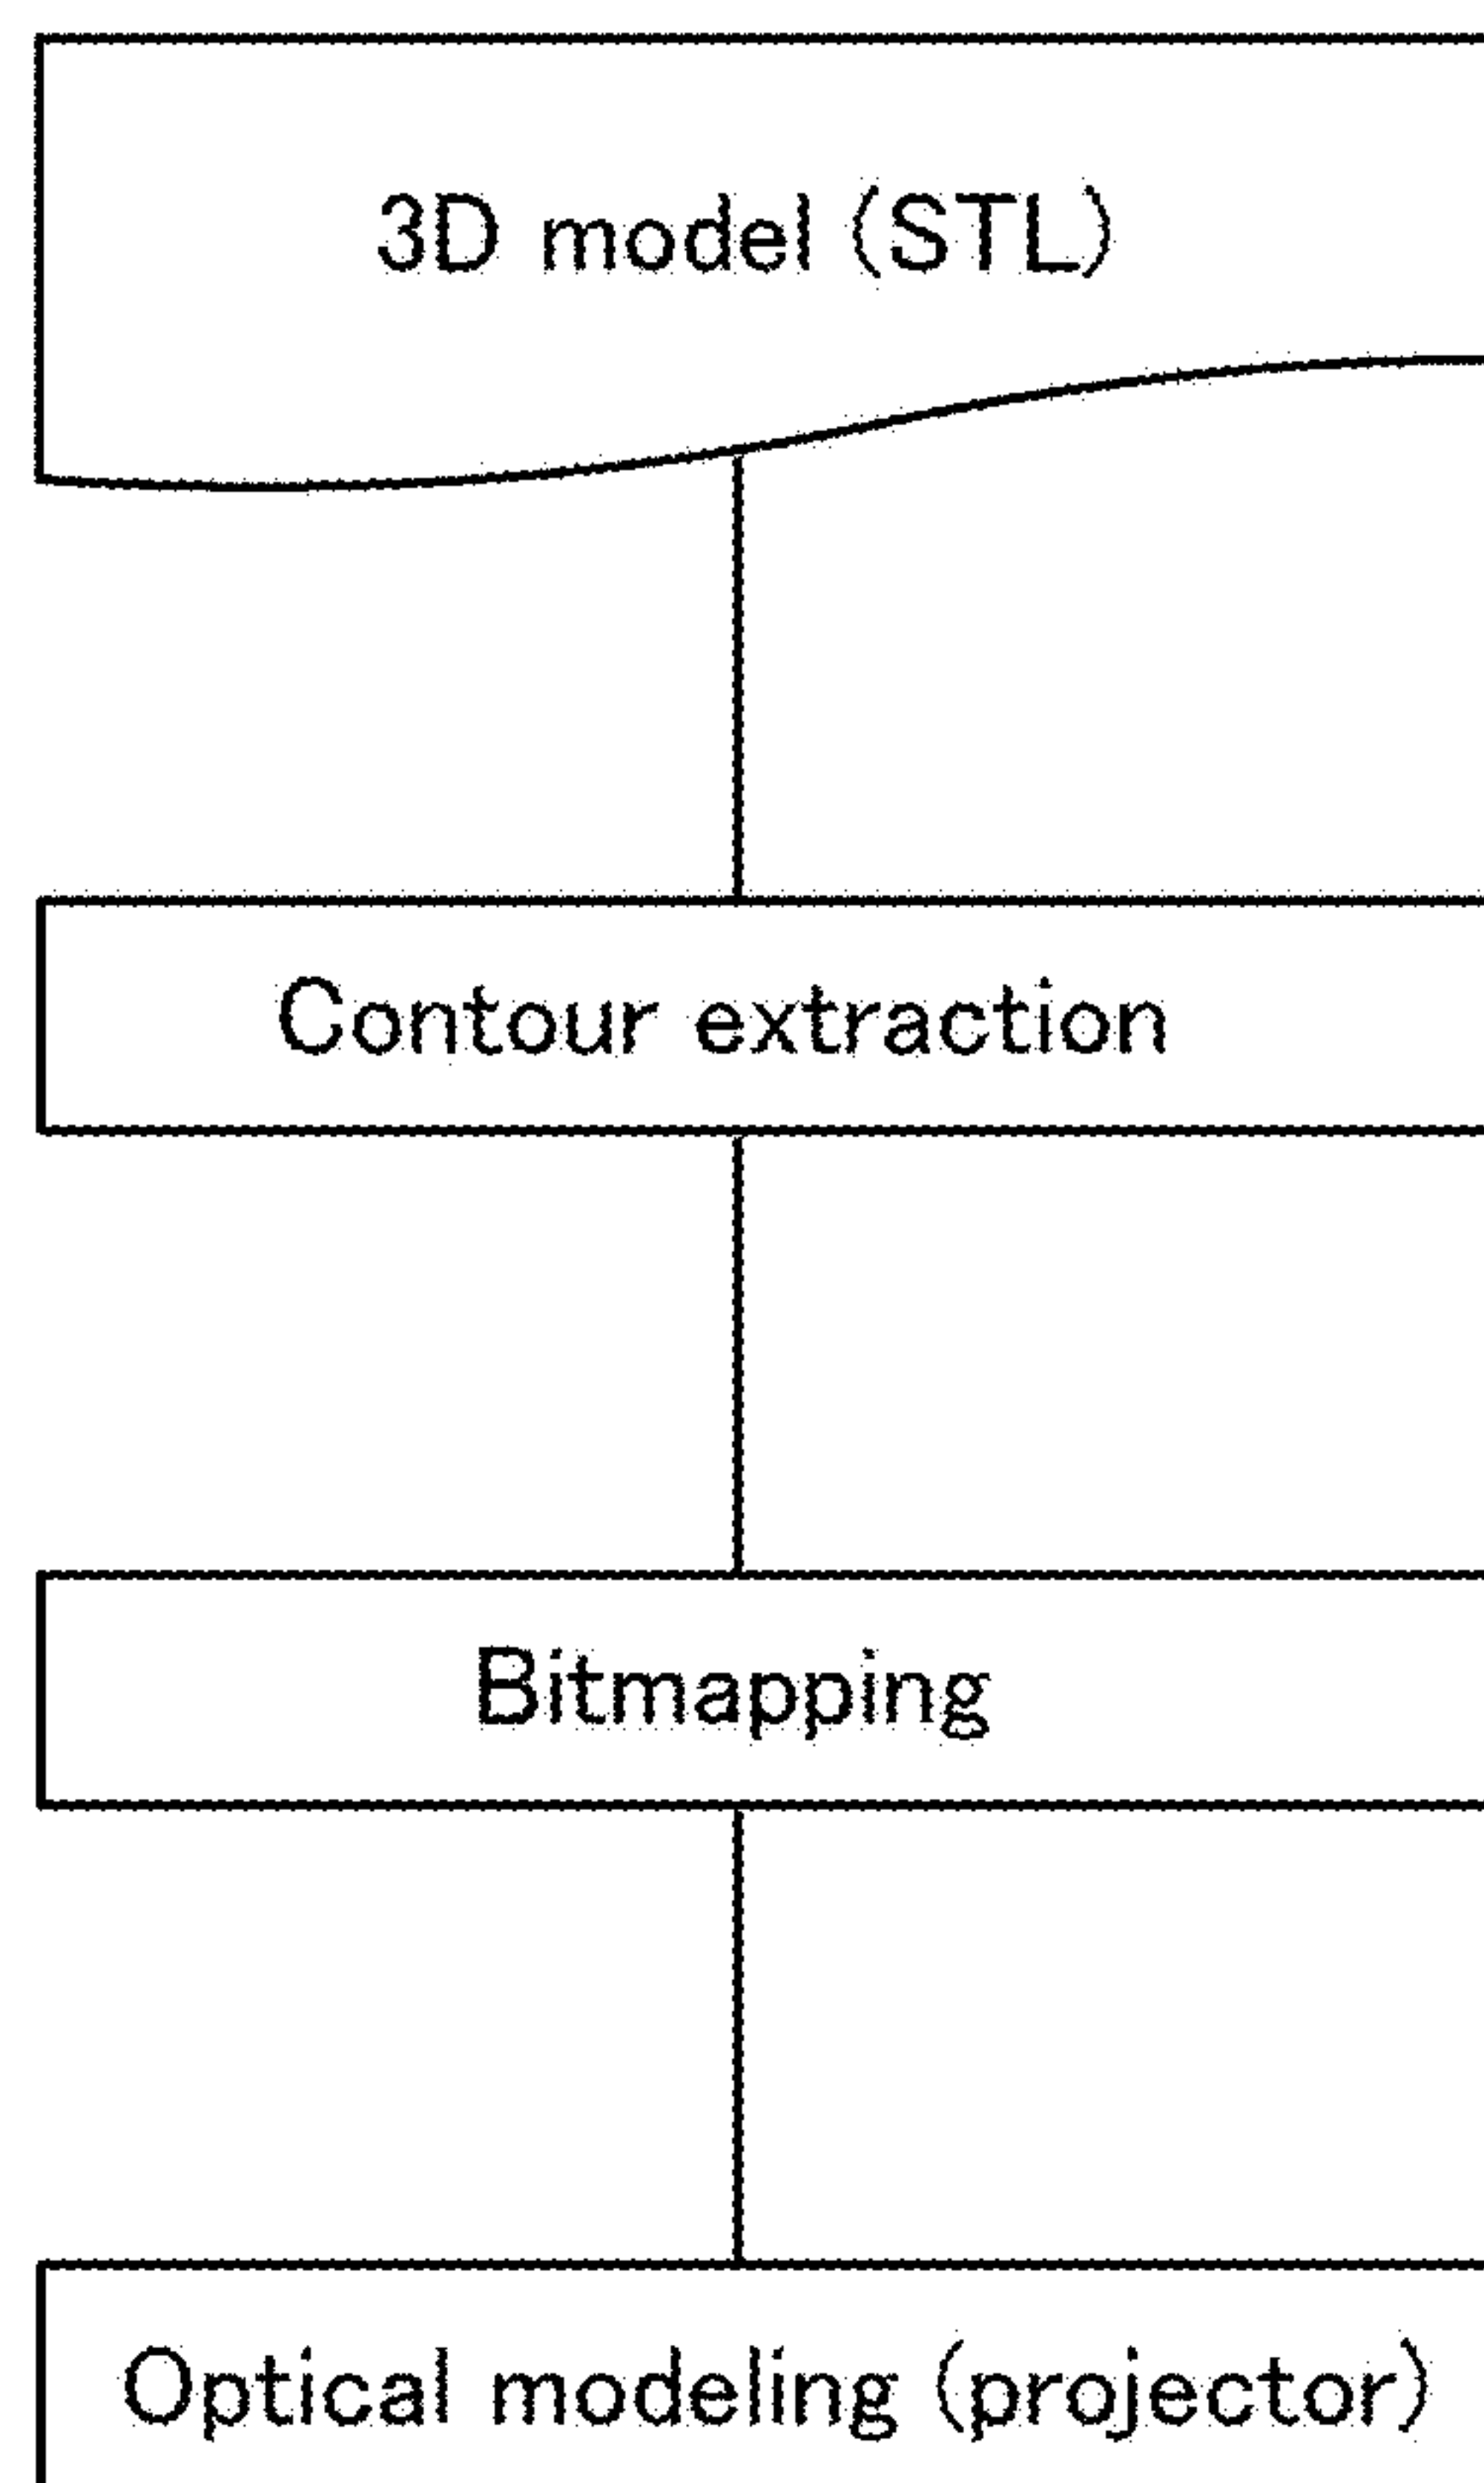 3D model (STL)
Contour extraction
Bitmapping
Optical modeling (projector)